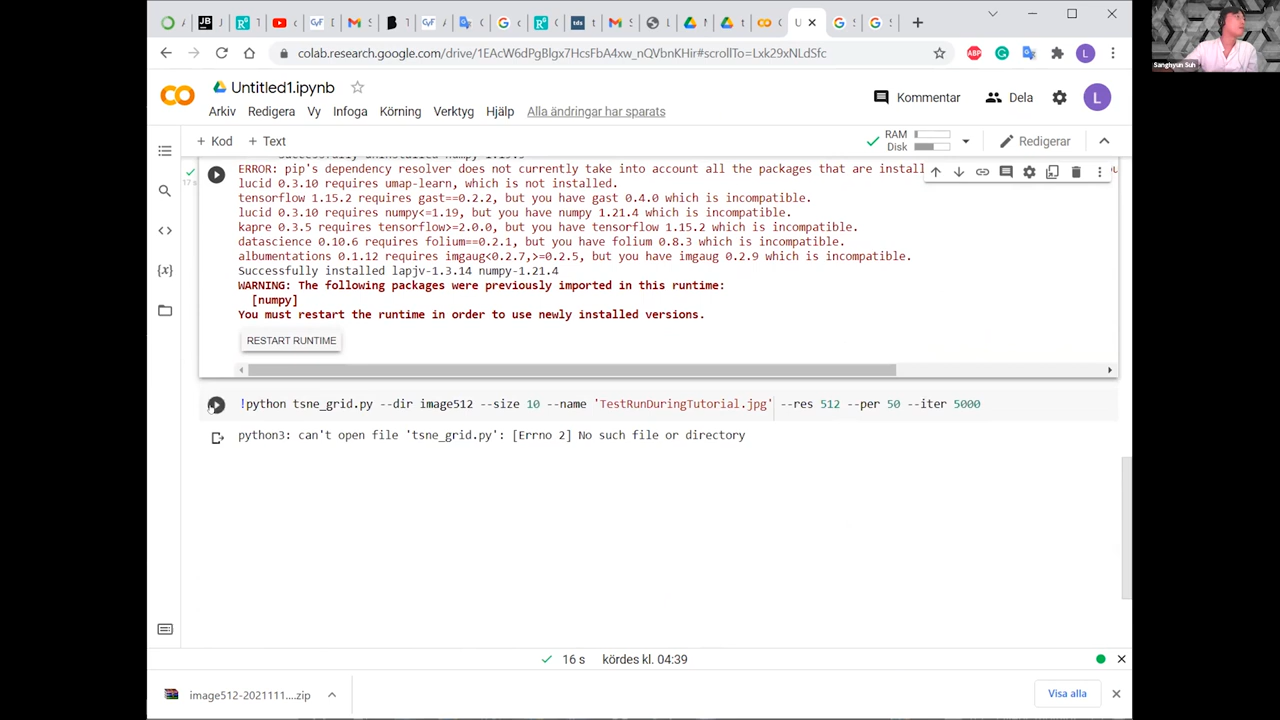 colab.research.google.com/drive/1EAcW6dPgBlgx7HcsFbA4xw_nQVbnKHir#scrollTo=Lxk29xNLdSfc
Sanghyun Suh
Untitled1.ipynb
Kommentar
Dela
L
Arkiv Redigera Visa Infoga Körning Verktyg Hjälp Alla ändringar har sparats
+ Kod + Text
RAM
Disk
Redigerar
17s
ERROR: pip's dependency resolver does not currently take into account all the packages that are install
lucid 0.3.10 requires umap-learn, which is not installed.
tensorflow 1.15.2 requires gast==0.2.2, but you have gast 0.4.0 which is incompatible.
lucid 0.3.10 requires numpy<=1.19, but you have numpy 1.21.4 which is incompatible.
kapre 0.3.5 requires tensorflow>=2.0.0, but you have tensorflow 1.15.2 which is incompatible.
datascience 0.10.6 requires folium==0.2.1, but you have folium 0.8.3 which is incompatible.
albumentations 0.1.12 requires imgaug<0.2.7,>=0.2.5, but you have imgaug 0.2.9 which is incompatible.
Successfully installed lapjv-1.3.14 numpy-1.21.4
WARNING: The following packages were previously imported in this runtime:
[numpy]
You must restart the runtime in order to use newly installed versions.
RESTART RUNTIME
!python tsne_grid.py --dir image512 --size 10 --name 'TestRunDuringTutorial.jpg' --res 512 --per 50 --iter 5000
python3: can't open file 'tsne_grid.py': [Errno 2] No such file or directory
16 s kördes kl. 04:39
image512-2021111....zip
Visa alla